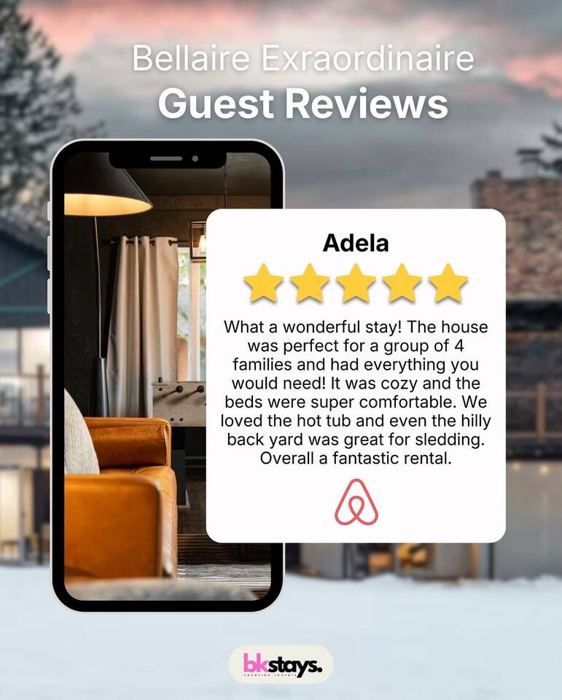 Bellaire Exraordinaire
Guest Reviews
Adela
What a wonderful stay! The house
was perfect for a group of 4
families and had everything you
would need! It was cozy and the
beds were super comfortable. We
loved the hot tub and even the hilly
back yard was great for sledding.
Overall a fantastic rental.
bkstays.
vacation rentals